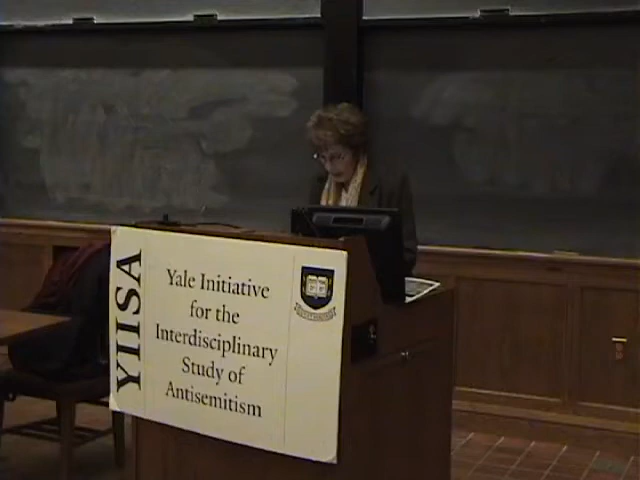 YIISA
Yale Initiative
for the
Interdisciplinary
Study of
Antisemitism